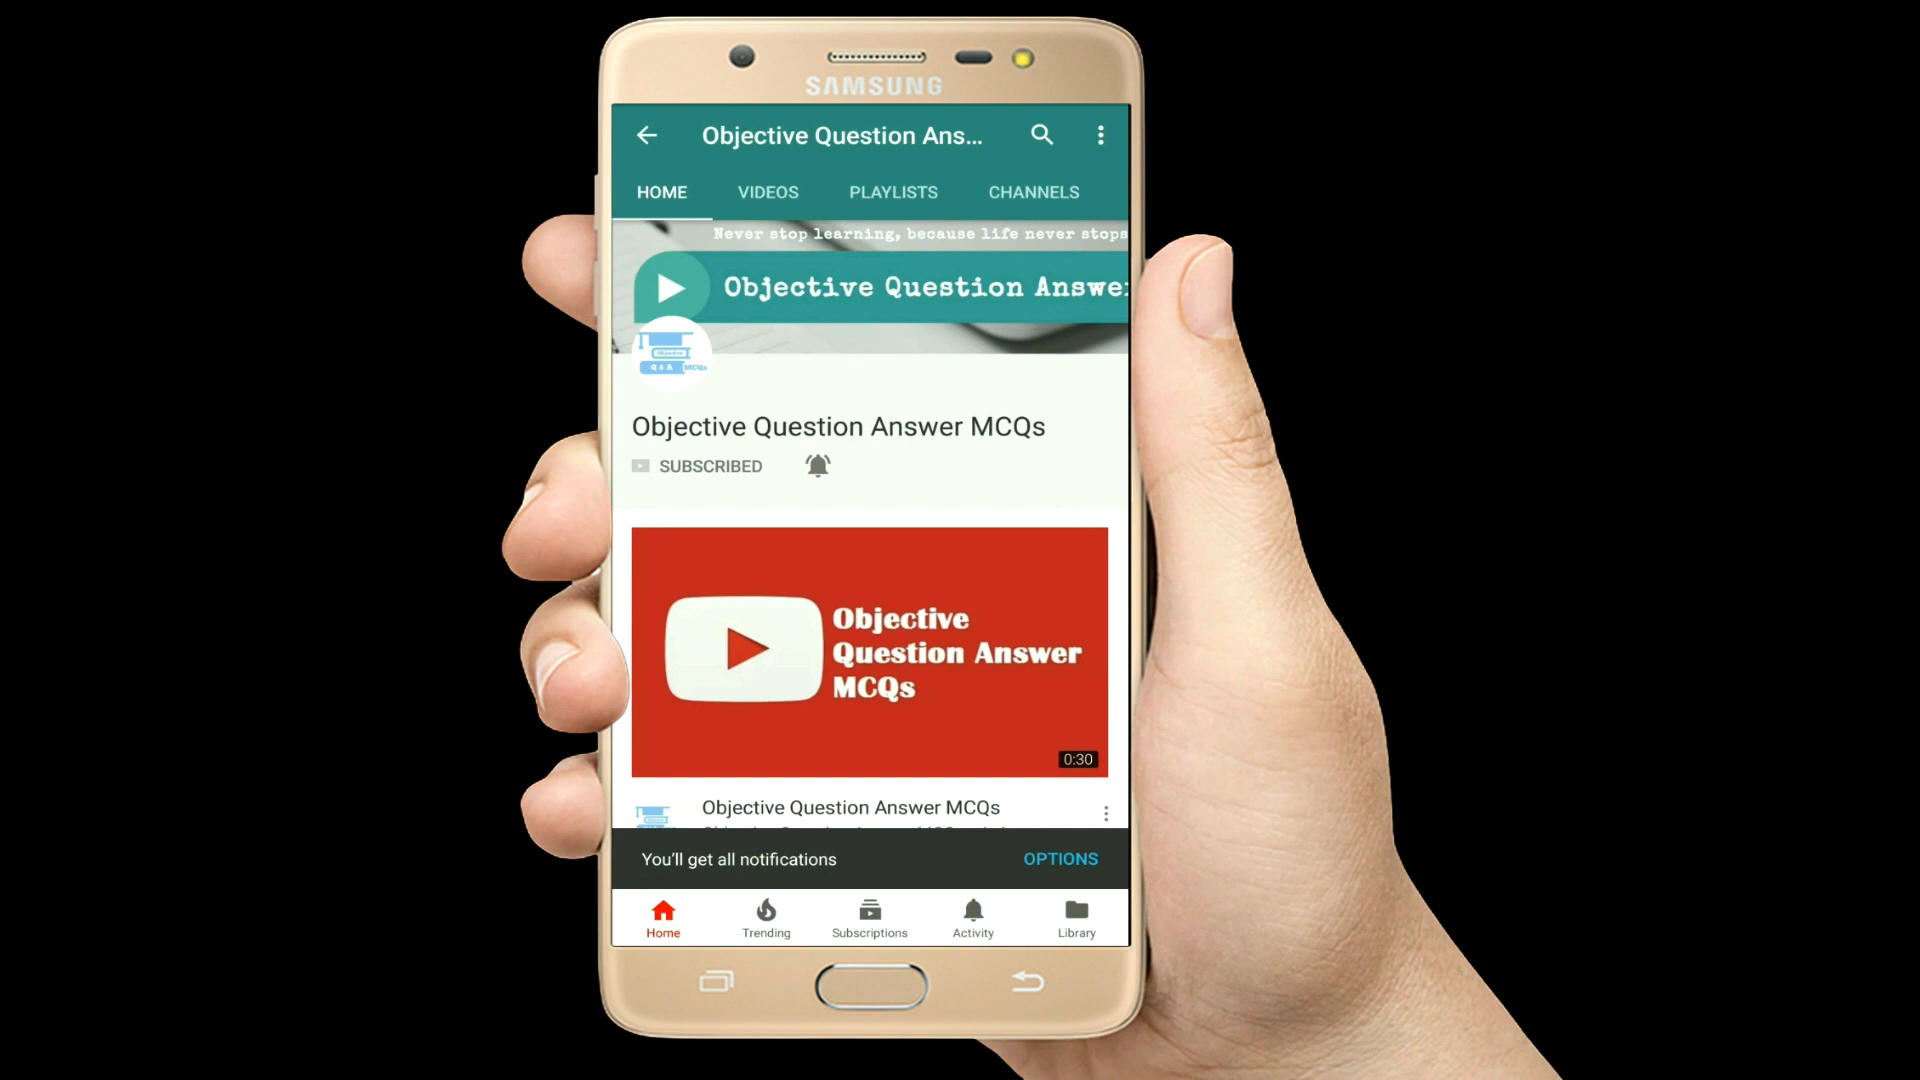 SAMSUNG
Objective Question Ans...
HOME VIDEOS PLAYLISTS CHANNELS
Never stop learning, because life never stops
Objective Question Answe
Objective
Q & A MCQs
Objective Question Answer MCQs
SUBSCRIBED
Objective
Question Answer
MCQs
0:30
Objective Question Answer MCQs
You'll get all notifications OPTIONS
Home Trending Subscriptions Activity Library